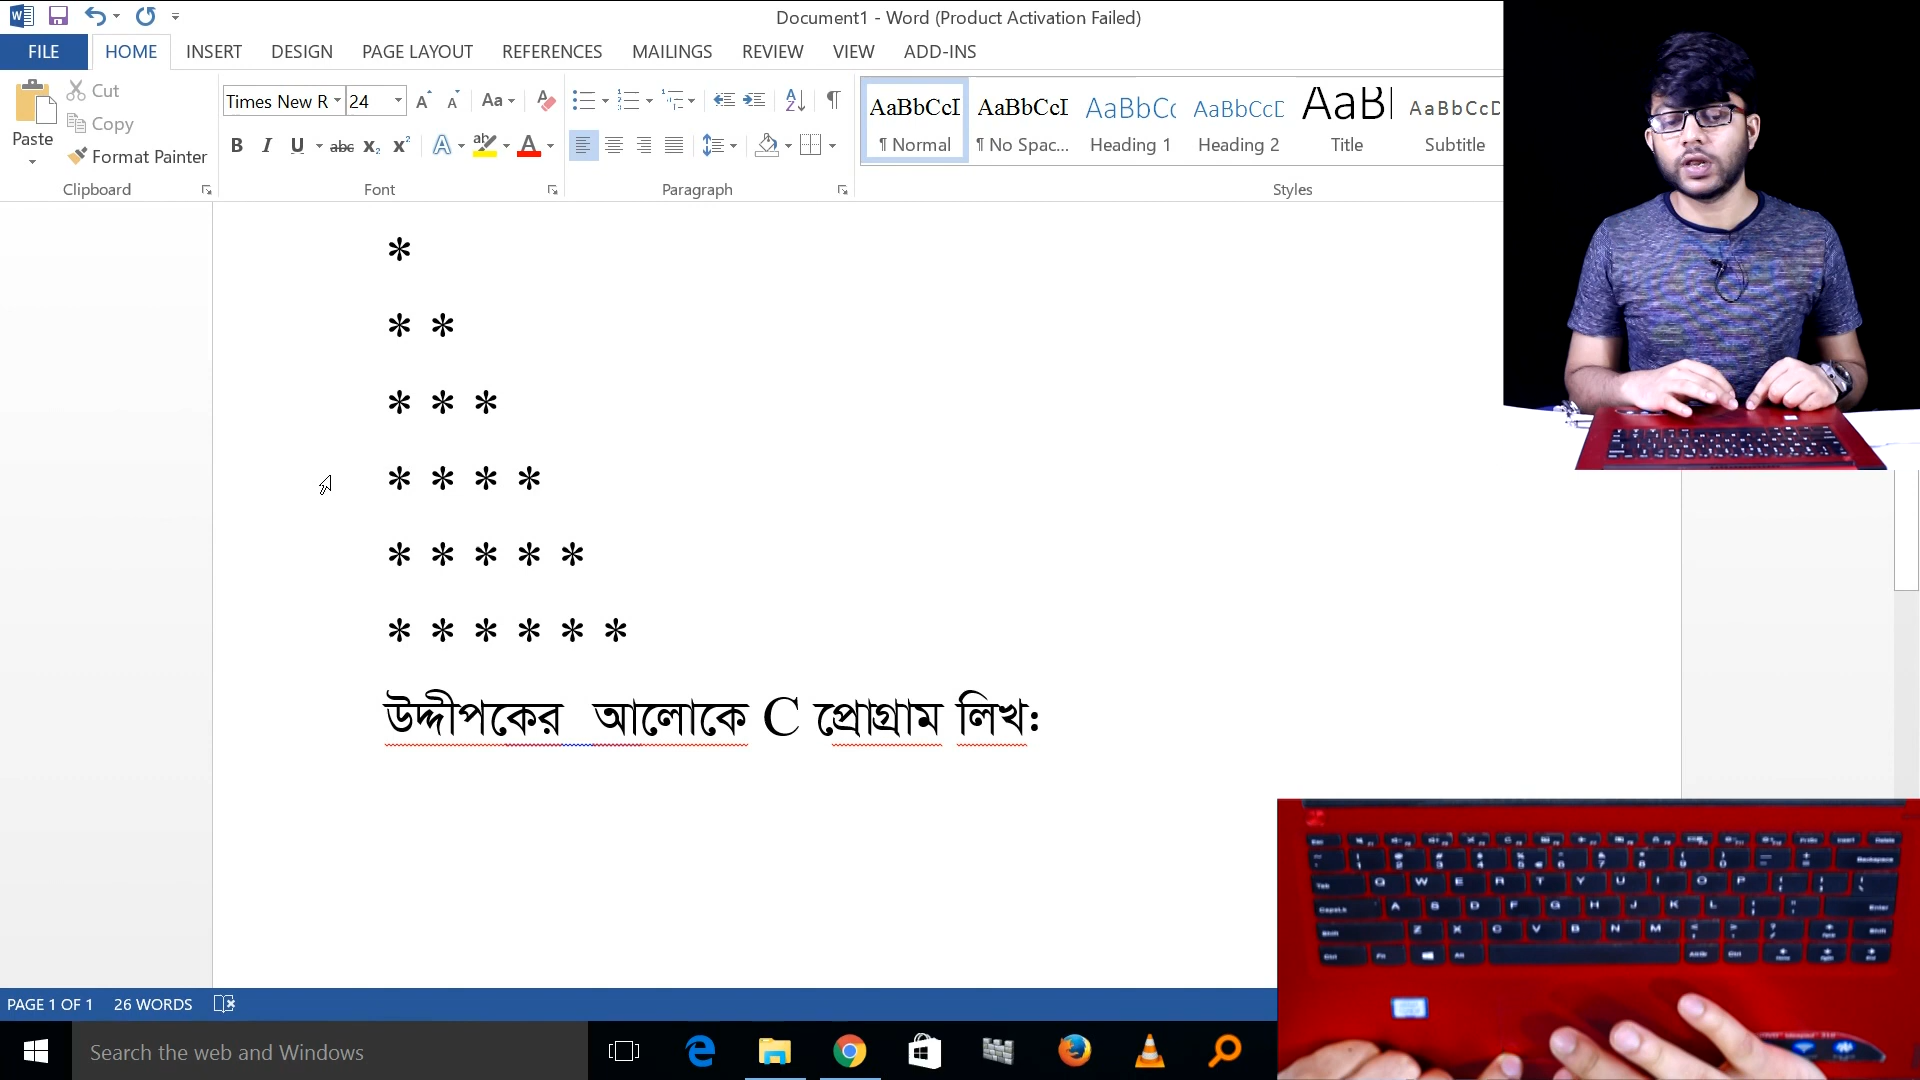 Document1 - Word (Product Activation Failed)
FILE HOME INSERT DESIGN PAGE LAYOUT REFERENCES MAILINGS REVIEW VIEW ADD-INS
Cut
Copy
Paste
Format Painter
Times New R 24
AaBbCcI AaBbCcI AaBbCc AaBbCcD AaBl AaBbCcD
¶ Normal ¶ No Spac... Heading 1 Heading 2 Title Subtitle
Clipboard Font Paragraph Styles
*
* *
* * *
* * * *
* * * * *
* * * * * *
উদ্দীপকের আলোকে C প্রোগ্রাম লিখ:
PAGE 1 OF 1 26 WORDS
Search the web and Windows